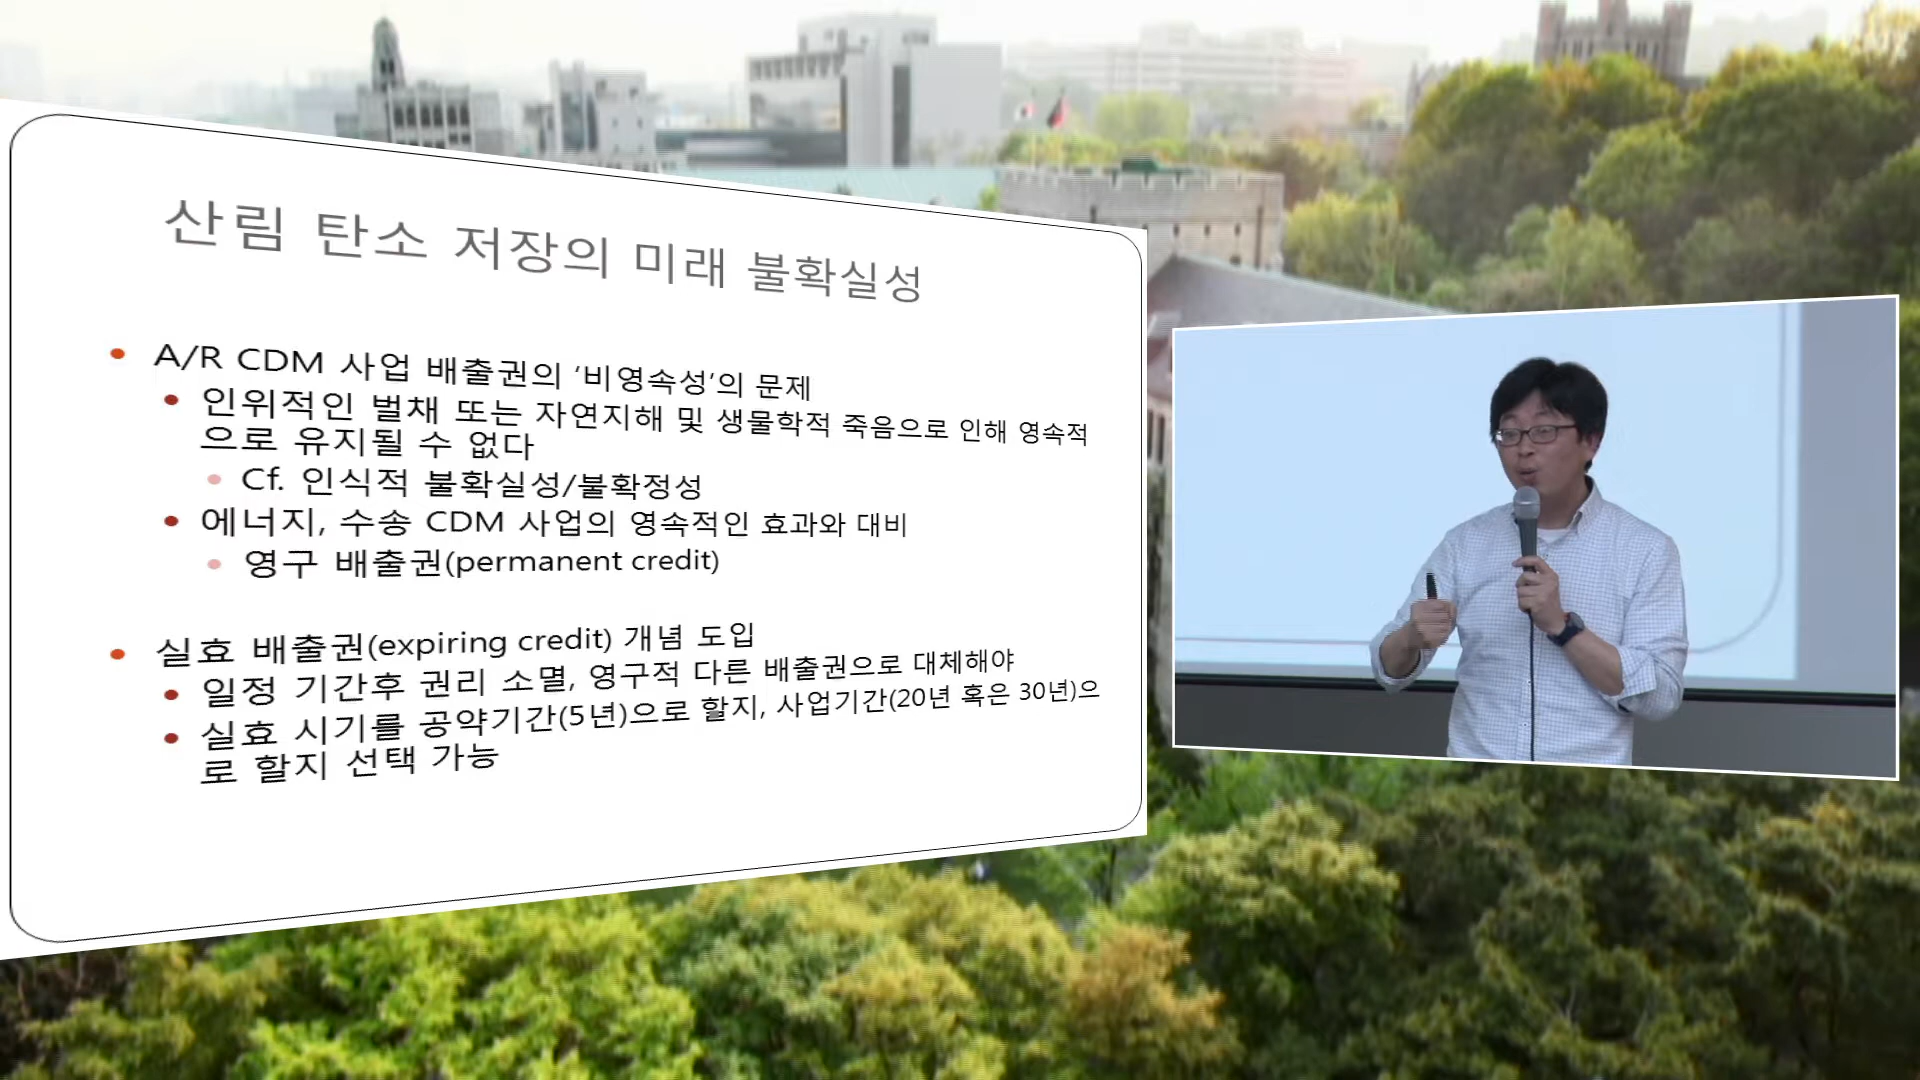 산림 탄소 저장의 미래 불확실성
A/R CDM 사업 배출권의 ‘비영속성’의 문제
인위적인 벌채 또는 자연지해 및 생물학적 죽음으로 인해 영속적
으로 유지될 수 없다
Cf. 인식적 불확실성/불확정성
에너지, 수송 CDM 사업의 영속적인 효과와 대비
영구 배출권(permanent credit)
실효 배출권(expiring credit) 개념 도입
일정 기간후 권리 소멸, 영구적 다른 배출권으로 대체해야
실효 시기를 공약기간(5년)으로 할지, 사업기간(20년 혹은 30년)으
로 할지 선택 가능